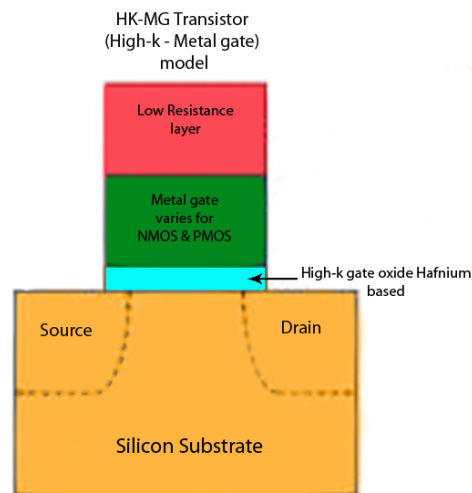 HK-MG Transistor
(High-k - Metal gate)
model
Low Resistance
layer
Metal gate
varies for
NMOS & PMOS
High-k gate oxide Hafnium
based
Source
Drain
Silicon Substrate